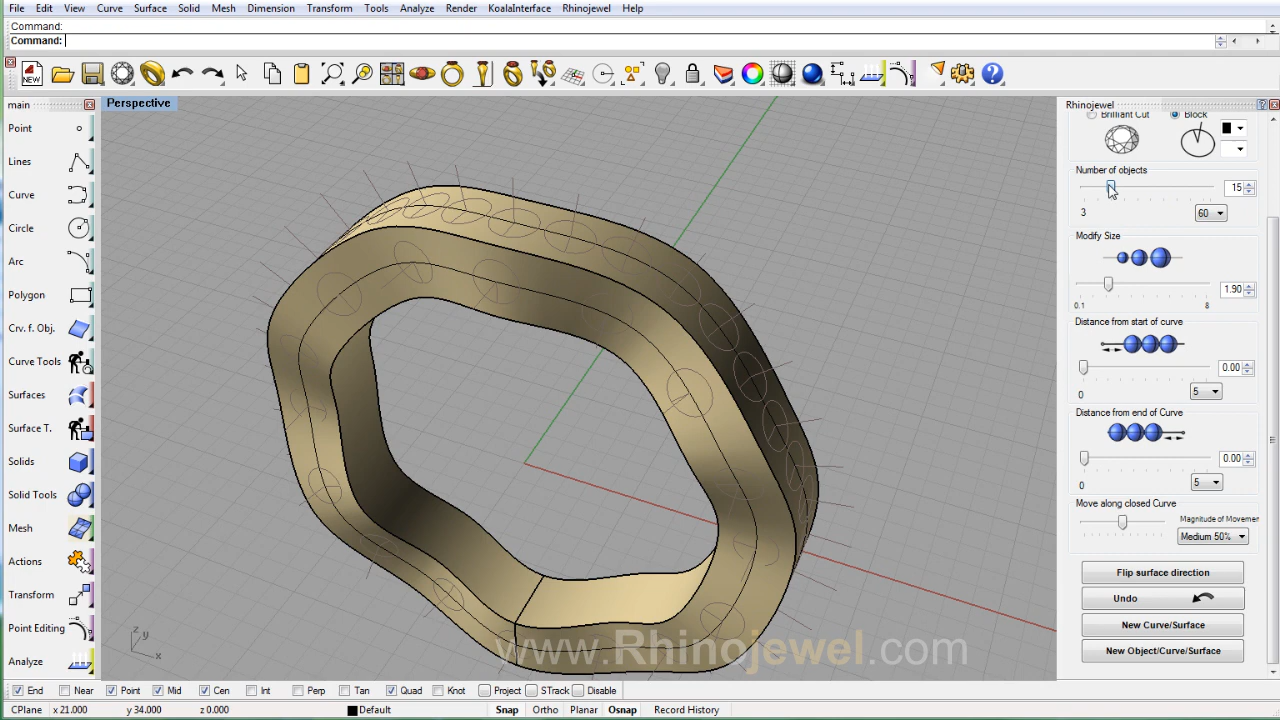 File Edit View Curve Surface Solid Mesh Dimension Transform Tools Analyze Render KoalaInterface Rhinojewel Help
Command:
Command:
NEW
main
Perspective
Rhinojewel
Point
Lines
Curve
Circle
Arc
Polygon
Crv. f. Obj.
Curve Tools
Surfaces
Surface T.
Solids
Solid Tools
Mesh
Actions
Transform
Point Editing
Analyze
Brilliant Cut Block
Number of objects
15
3 60
Modify Size
1.90
0.1 8
Distance from start of curve
0.00
0 5
Distance from end of Curve
0.00
0 5
Move along closed Curve
Magnitude of Movemen
Medium 50%
Flip surface direction
Undo
New Curve/Surface
New Object/Curve/Surface
z y
x
www.Rhinojewel.com
End Near Point Mid Cen Int Perp Tan Quad Knot Project STrack Disable
CPlane x 21.000 y 34.000 z 0.000 Default Snap Ortho Planar Osnap Record History